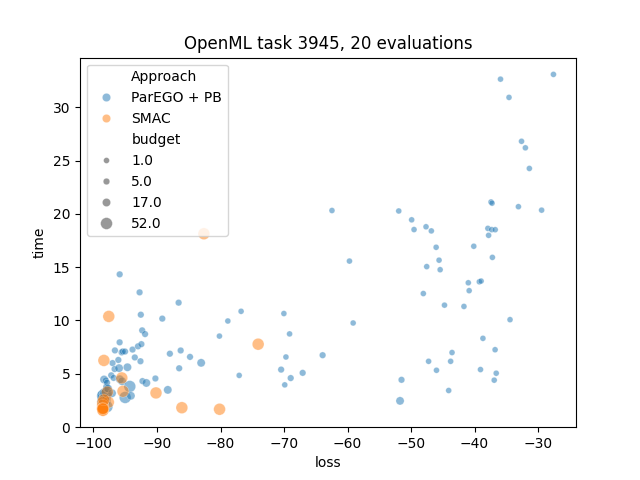 OpenML task 3945, 20 evaluations
Approach
ParEGO + PB
SMAC
budget
1.0
5.0
17.0
52.0
time
30
25
20
15
10
5
0
−100
−90
−80
−70
−60
−50
−40
−30
loss